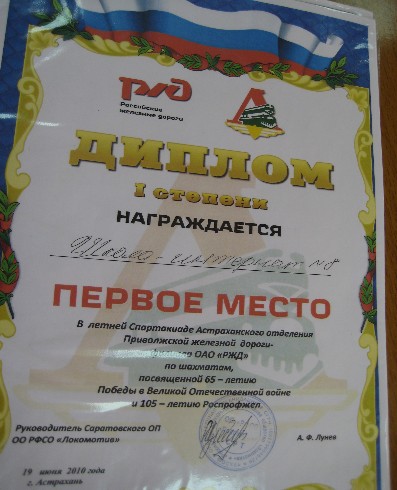 РЖД
Российские
железные дороги
ДИПЛОМ
I степени
НАГРАЖДАЕТСЯ
Школа-интернат №8
ПЕРВОЕ МЕСТО
В летней Спартакиаде Астраханского отделения
Приволжской железной дороги-
филиала ОАО «РЖД»
по шахматам,
посвященной 65 – летию
Победы в Великой Отечественной войне
и 105 – летию Роспрофжел
Руководитель Саратовского ОП
ОО РФСО «Локомотив»
А. Ф. Лунев
19 июня 2010 года
г. Астрахань